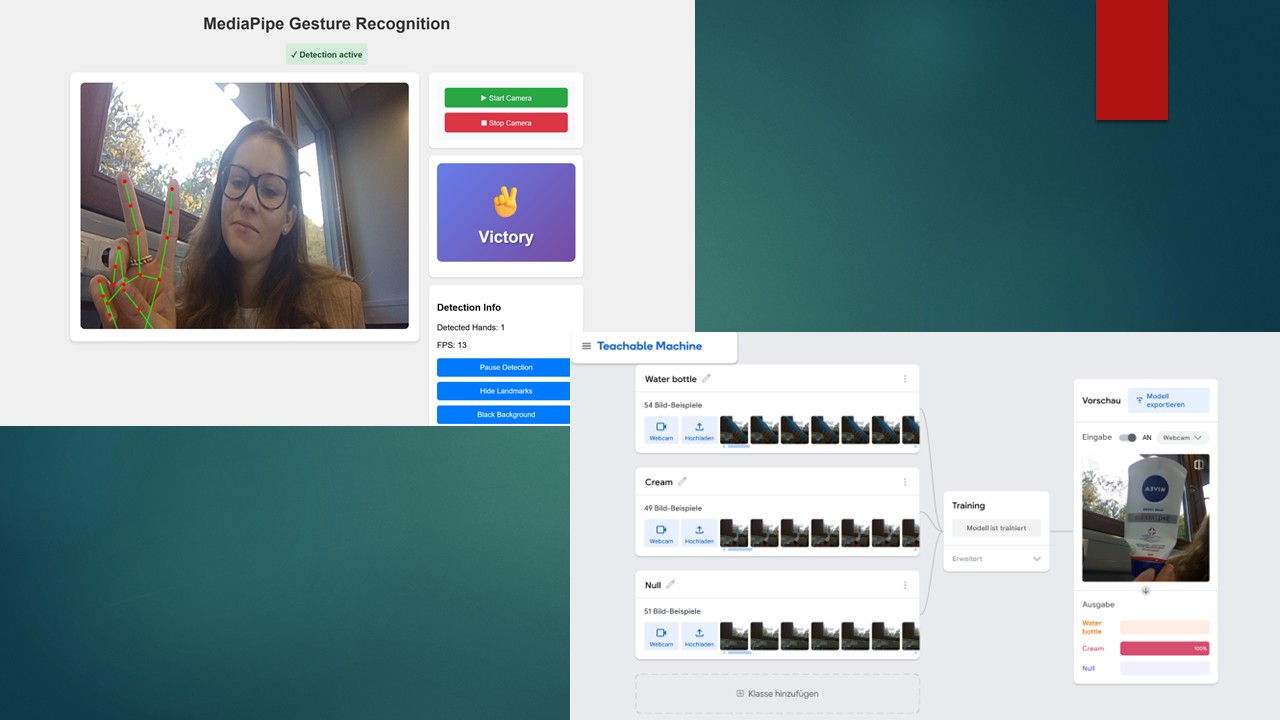 MediaPipe Gesture Recognition
✓ Detection active
▶ Start Camera
■ Stop Camera
✌
Victory
Detection Info
Detected Hands: 1
FPS: 13
Pause Detection
Hide Landmarks
Black Background
Teachable Machine
Water bottle
54 Bild-Beispiele
Webcam
Hochladen
Cream
49 Bild-Beispiele
Webcam
Hochladen
Null
51 Bild-Beispiele
Webcam
Hochladen
Klasse hinzufügen
Training
Modell ist trainiert
Erweitert
Vorschau
Modell
exportieren
Eingabe
AN
Webcam
NIVEA
Ausgabe
Water
bottle
Cream
100%
Null